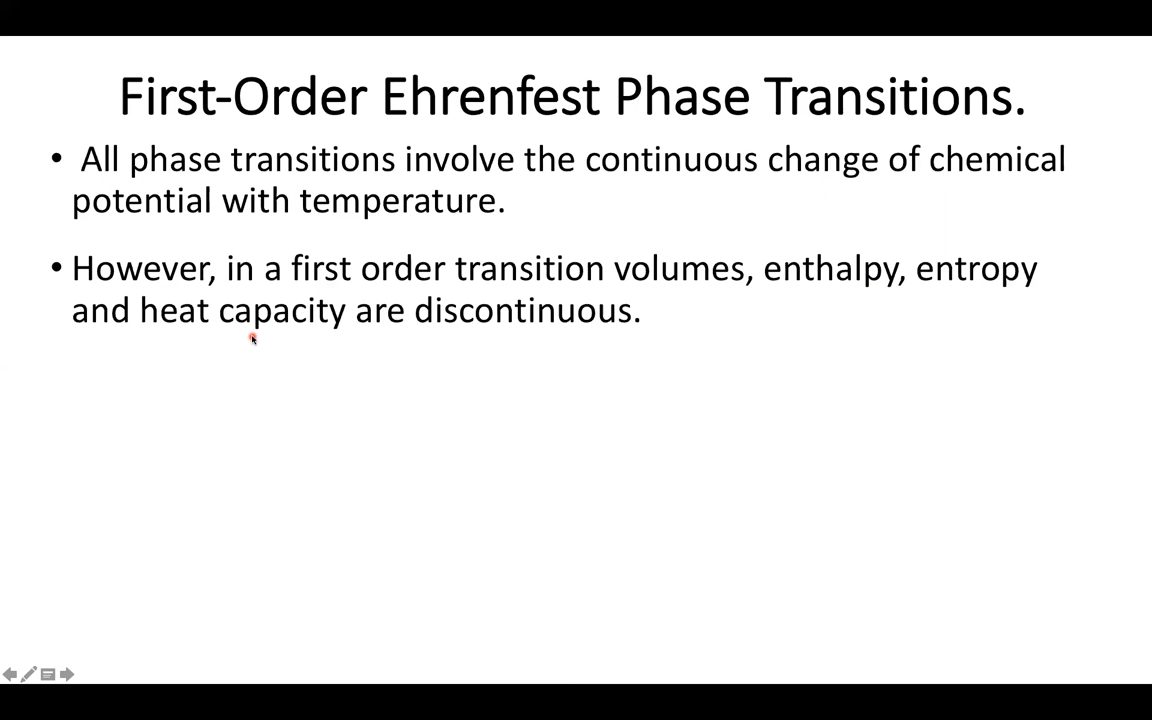 First-Order Ehrenfest Phase Transitions.
• All phase transitions involve the continuous change of chemical
potential with temperature.
• However, in a first order transition volumes, enthalpy, entropy
and heat capacity are discontinuous.